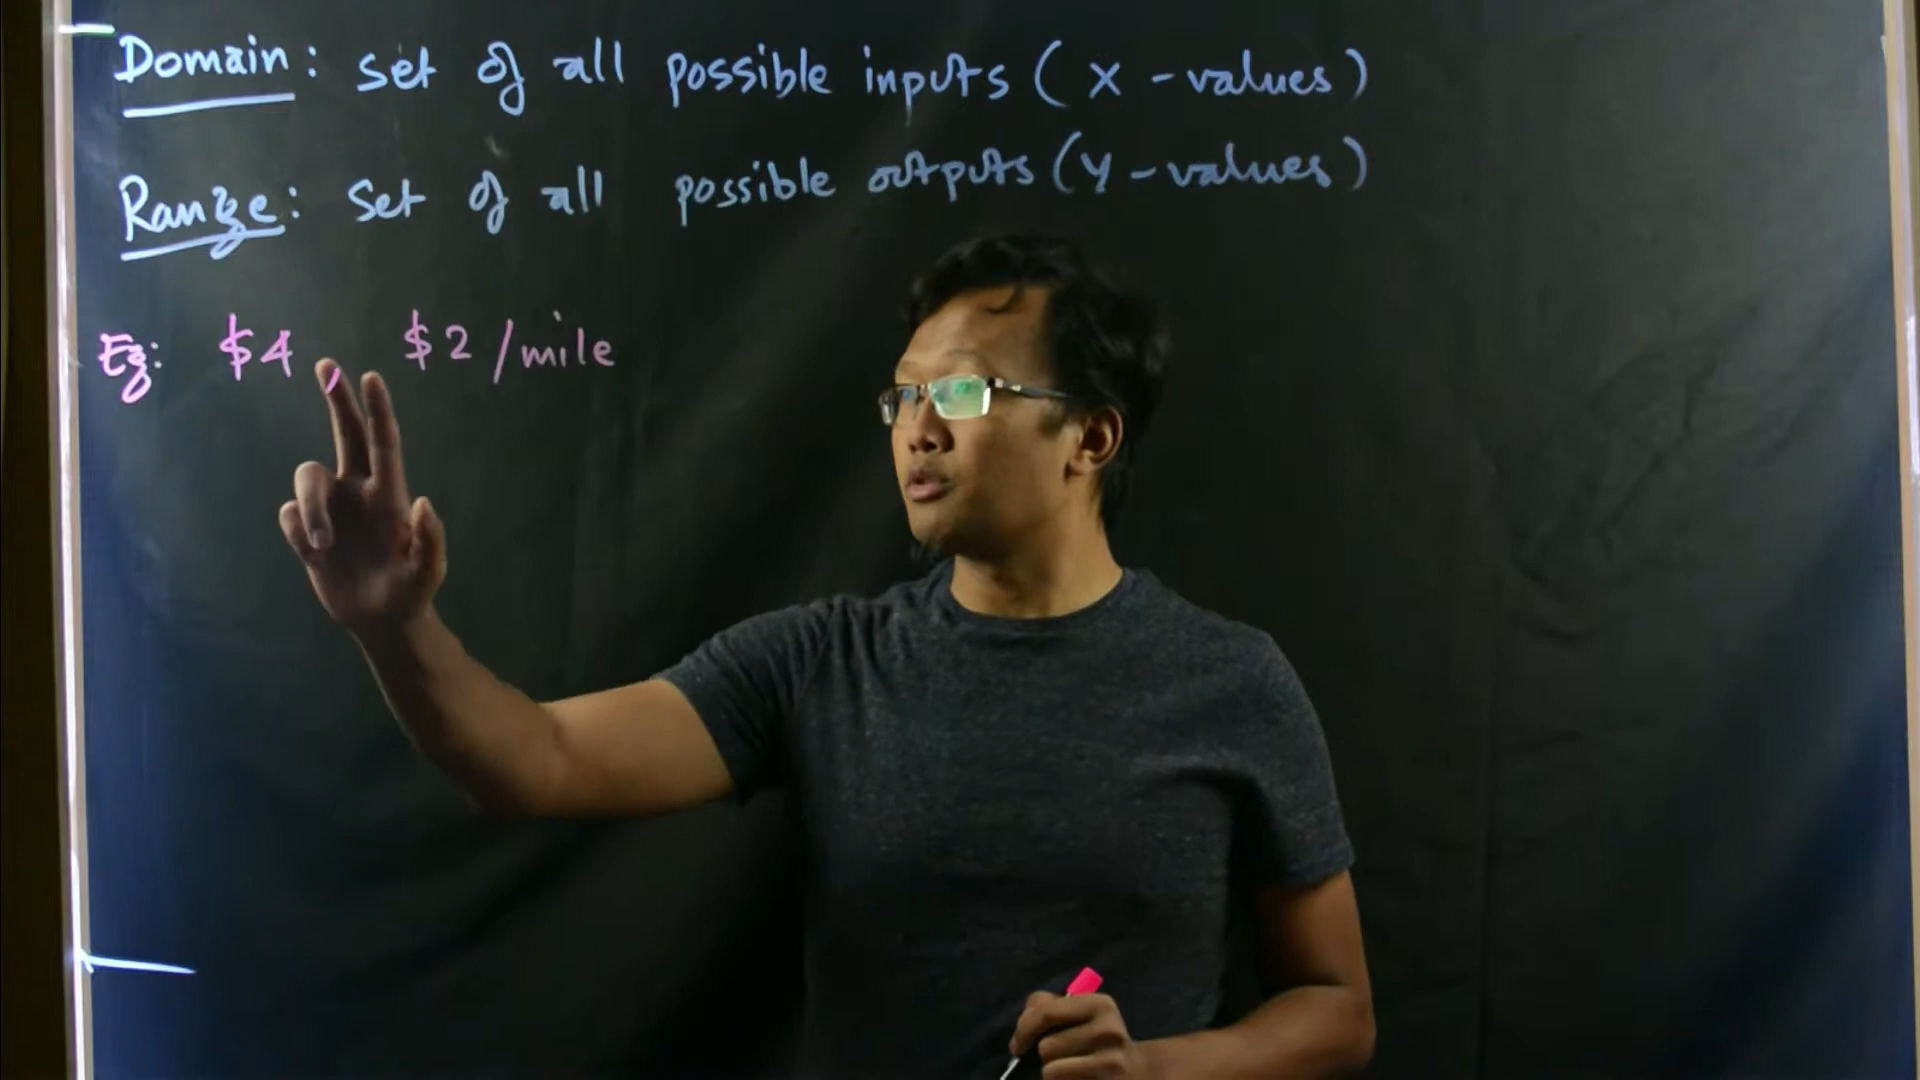 Domain: set of all possible inputs (x-values)
Range: set of all possible outputs (y-values)
Eg: $4, $2/mile